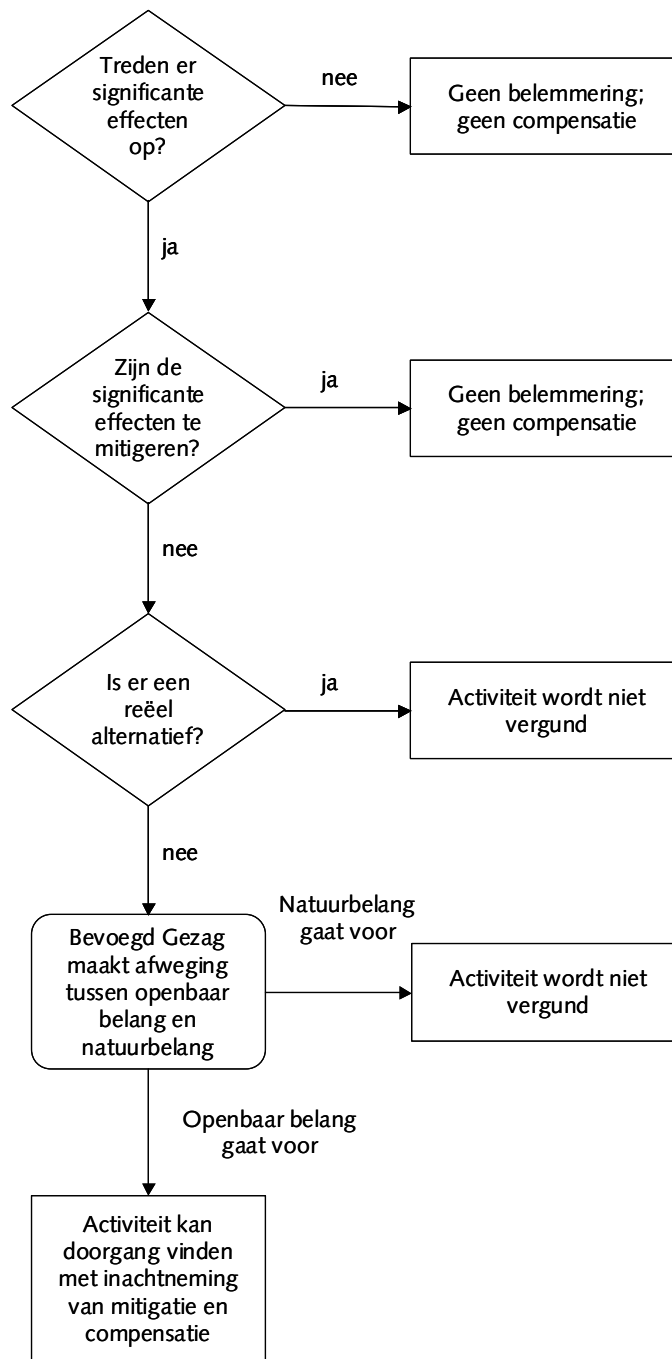 Treden er
significante
effecten
op?
nee
Geen belemmering;
geen compensatie
ja
Zijn de
significante
effecten te
mitigeren?
ja
Geen belemmering;
geen compensatie
nee
Is er een
reëel
alternatief?
ja
Activiteit wordt niet
vergund
nee
Bevoegd Gezag
maakt afweging
tussen openbaar
belang en
natuurbelang
Natuurbelang
gaat voor
Activiteit wordt niet
vergund
Openbaar belang
gaat voor
Activiteit kan
doorgang vinden
met inachtneming
van mitigatie en
compensatie